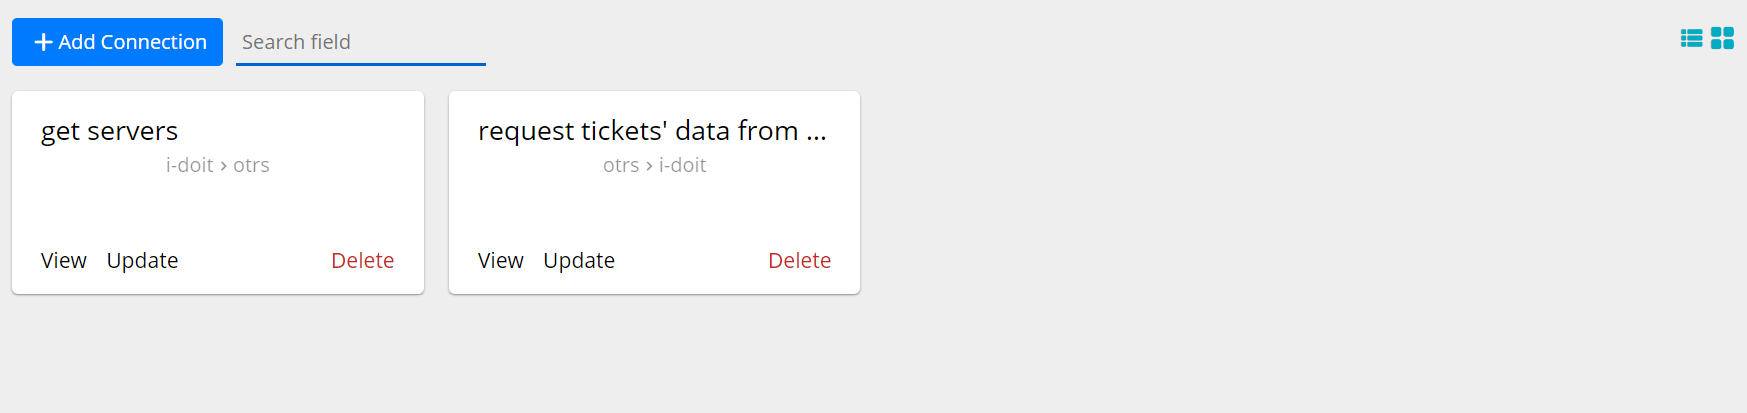 Add Connection
Search field
get servers
i-doit > otrs
View Update Delete
request tickets' data from ...
otrs > i-doit
View Update Delete